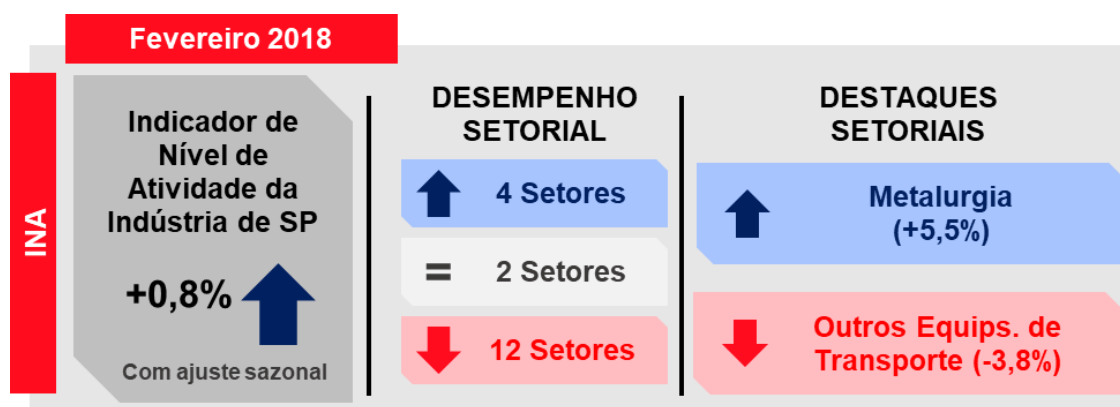 Fevereiro 2018
INA
Indicador de
Nível de
Atividade da
Indústria de SP
+0,8%
Com ajuste sazonal
DESEMPENHO
SETORIAL
4 Setores
= 2 Setores
12 Setores
DESTAQUES
SETORIAIS
Metalurgia
(+5,5%)
Outros Equips. de
Transporte (-3,8%)